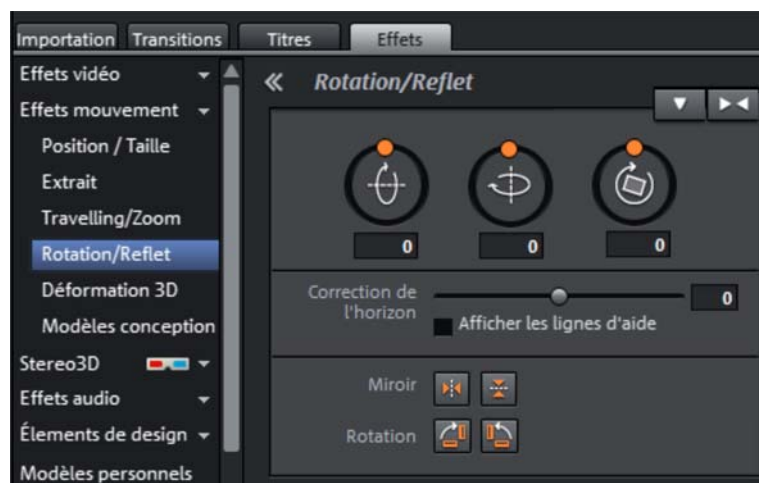 Importation Transitions Titres Effets
Effets vidéo
Effets mouvement
Position / Taille
Extrait
Travelling/Zoom
Rotation/Reflet
Déformation 3D
Modèles conception
Stereo3D
Effets audio
Élements de design
Modèles personnels
Rotation/Reflet
0 0 0
Correction de
l'horizon
0
Afficher les lignes d'aide
Miroir
Rotation